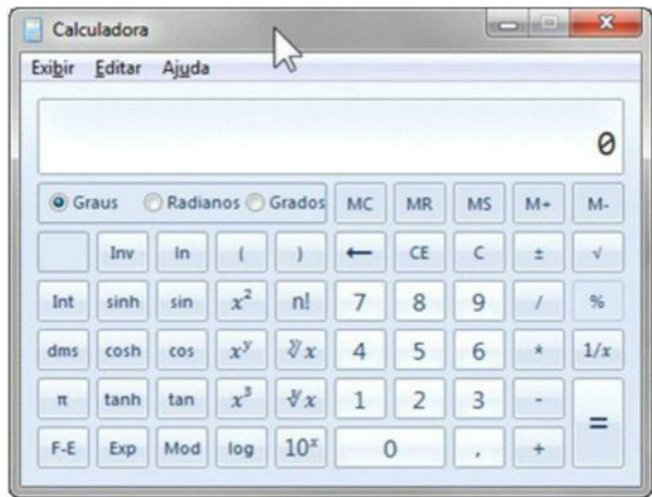 Calculadora
Exibir Editar Ajuda
0
Graus Radianos Grados MC MR MS M+ M-
Inv In ( ) ← CE C ± √
Int sinh sin x² n! 7 8 9 / %
dms cosh cos xʸ ʸ√x 4 5 6 * 1/x
π tanh tan x³ ³√x 1 2 3 - =
F-E Exp Mod log 10ˣ 0 , +